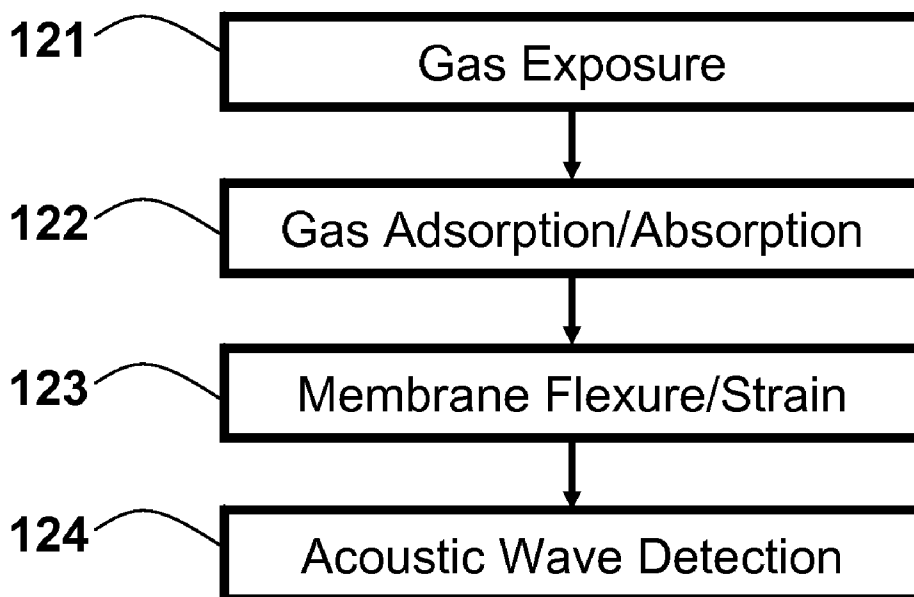 121 Gas Exposure
122 Gas Adsorption/Absorption
123 Membrane Flexure/Strain
124 Acoustic Wave Detection